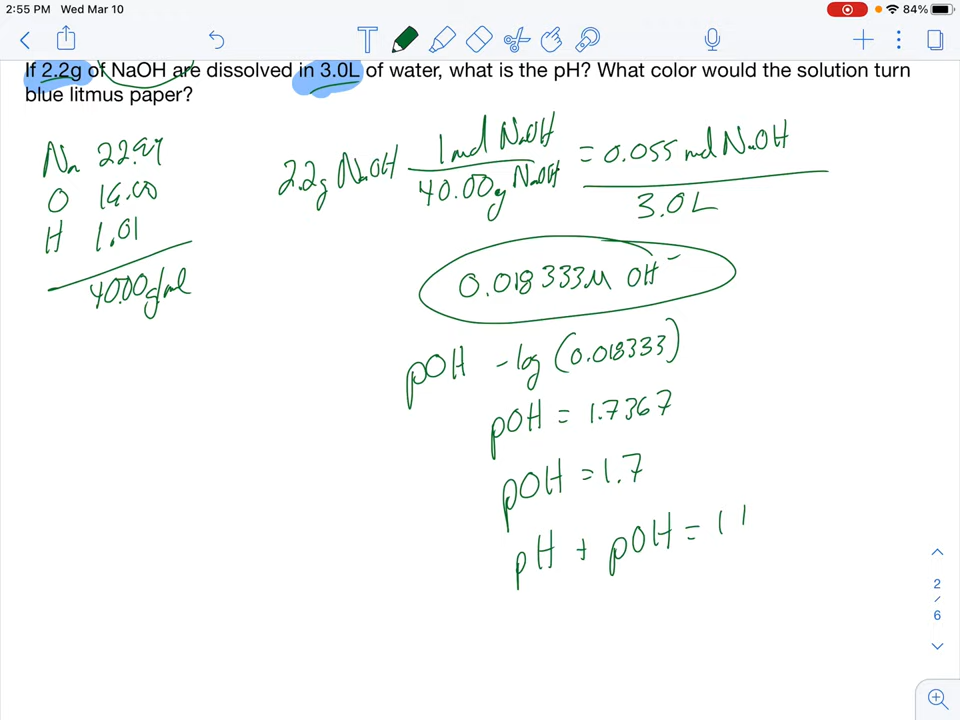 2:55 PM Wed Mar 10
84%
If 2.2g of NaOH are dissolved in 3.0L of water, what is the pH? What color would the solution turn
blue litmus paper?
Na 22.99
O 16.00
H 1.01
40.00 g/mol
2.2g NaOH 1 mol NaOH = 0.055 mol NaOH
40.00g NaOH 3.0L
0.018333M OH⁻
pOH -log (0.018333)
pOH = 1.7367
pOH = 1.7
pH + pOH = 1
2
/
6